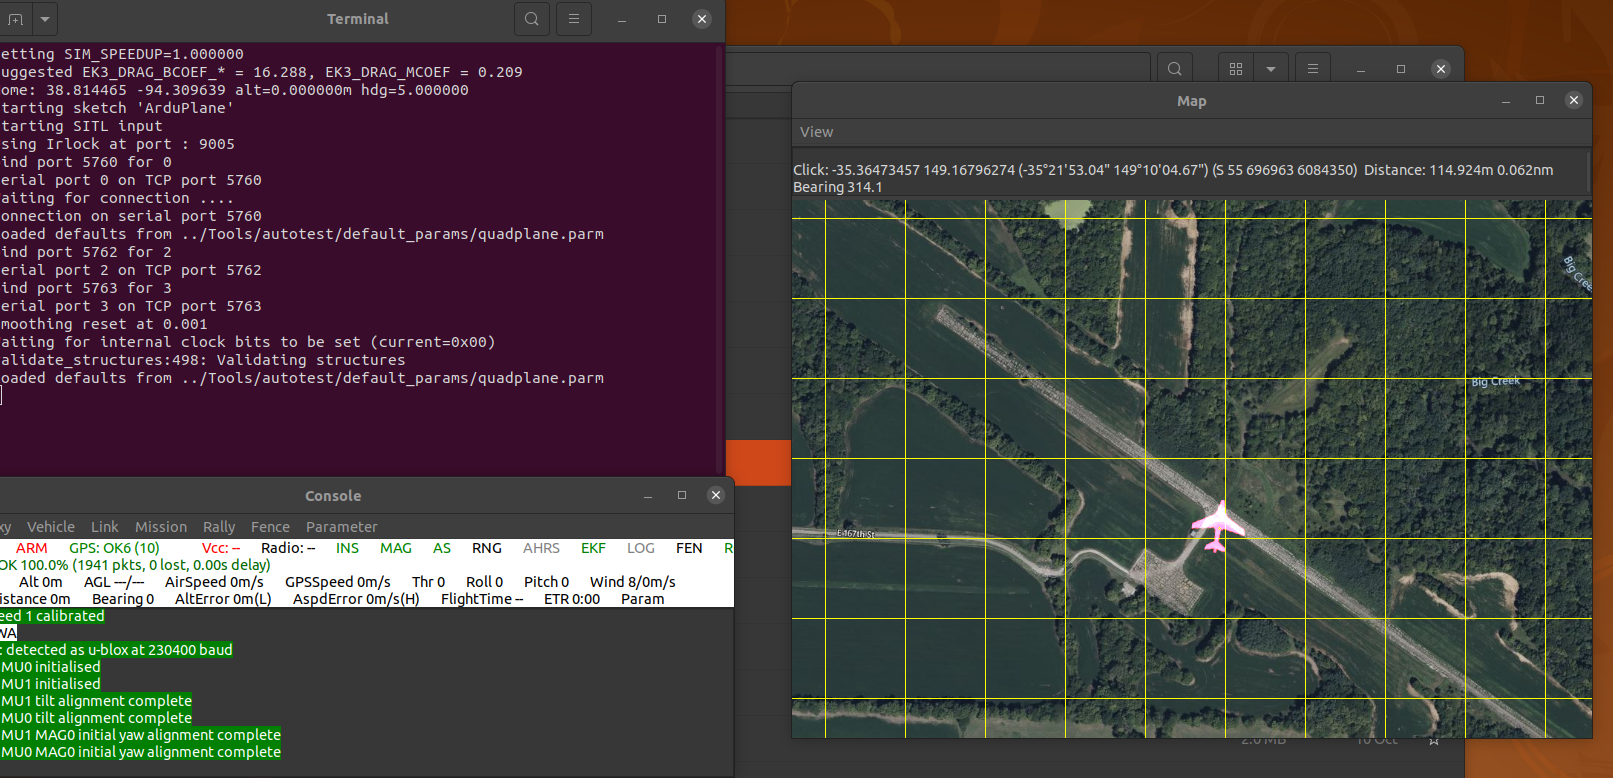 Terminal
etting SIM_SPEEDUP=1.000000
uggested EK3_DRAG_BCOEF_* = 16.288, EK3_DRAG_MCOEF = 0.209
ome: 38.814465 -94.309639 alt=0.000000m hdg=5.000000
tarting sketch 'ArduPlane'
tarting SITL input
sing Irlock at port : 9005
ind port 5760 for 0
erial port 0 on TCP port 5760
aiting for connection ....
onnection on serial port 5760
oaded defaults from ../Tools/autotest/default_params/quadplane.parm
ind port 5762 for 2
erial port 2 on TCP port 5762
ind port 5763 for 3
erial port 3 on TCP port 5763
moothing reset at 0.001
aiting for internal clock bits to be set (current=0x00)
alidate_structures:498: Validating structures
oaded defaults from ../Tools/autotest/default_params/quadplane.parm
Console
xy Vehicle Link Mission Rally Fence Parameter
ARM GPS: OK6 (10) Vcc: -- Radio: -- INS MAG AS RNG AHRS EKF LOG FEN R
OK 100.0% (1941 pkts, 0 lost, 0.00s delay)
Alt 0m AGL ---/--- AirSpeed 0m/s GPSSpeed 0m/s Thr 0 Roll 0 Pitch 0 Wind 8/0m/s
istance 0m Bearing 0 AltError 0m(L) AspdError 0m/s(H) FlightTime -- ETR 0:00 Param
eed 1 calibrated
WA
: detected as u-blox at 230400 baud
MU0 initialised
MU1 initialised
MU1 tilt alignment complete
MU0 tilt alignment complete
MU1 MAG0 initial yaw alignment complete
MU0 MAG0 initial yaw alignment complete
Map
View
Click: -35.36473457 149.16796274 (-35°21'53.04" 149°10'04.67") (S 55 696963 6084350) Distance: 114.924m 0.062nm
Bearing 314.1
Big Cree
Big Creek
E 167th St
2.0 MB 10 Oct